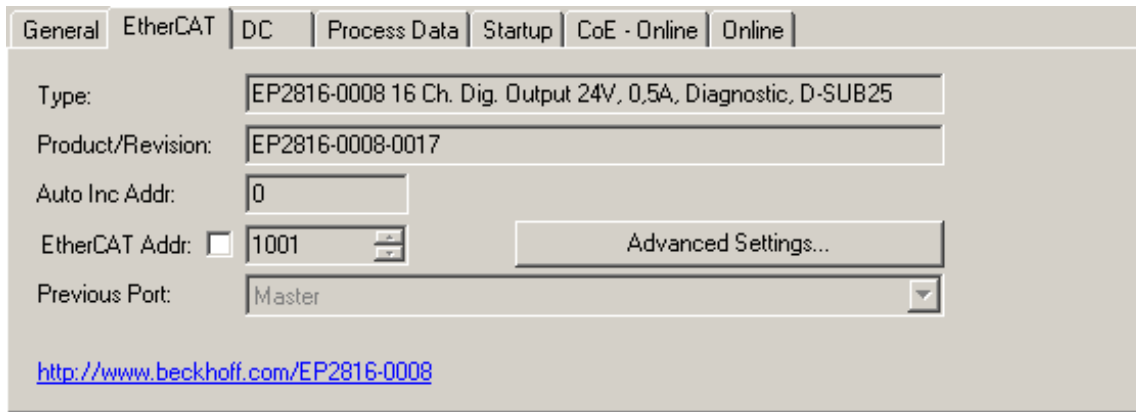 General EtherCAT DC Process Data Startup CoE - Online Online
Type: EP2816-0008 16 Ch. Dig. Output 24V, 0,5A, Diagnostic, D-SUB25
Product/Revision: EP2816-0008-0017
Auto Inc Addr: 0
EtherCAT Addr: 1001 Advanced Settings...
Previous Port: Master
http://www.beckhoff.com/EP2816-0008